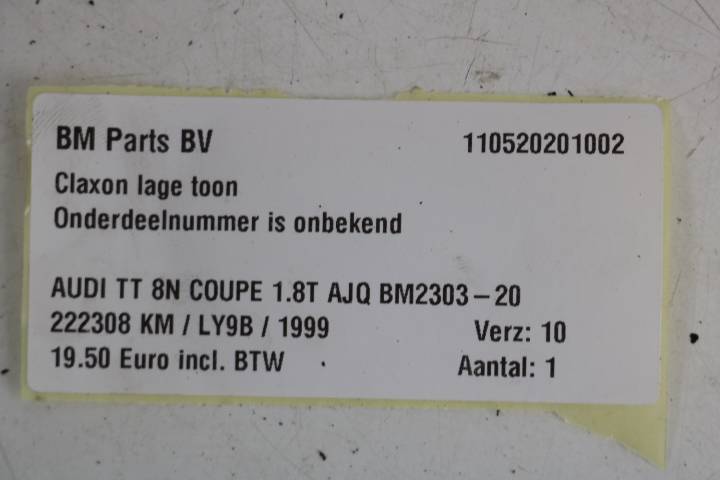 BM Parts BV 110520201002
Claxon lage toon
Onderdeelnummer is onbekend
AUDI TT 8N COUPE 1.8T AJQ BM2303-20
222308 KM / LY9B / 1999 Verz: 10
19.50 Euro incl. BTW Aantal: 1